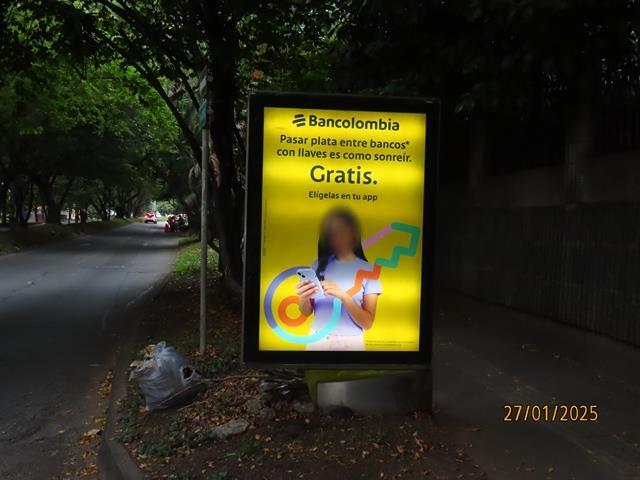 Bancolombia
Pasar plata entre bancos*
con llaves es como sonreír.
Gratis.
Elígelas en tu app
27/01/2025